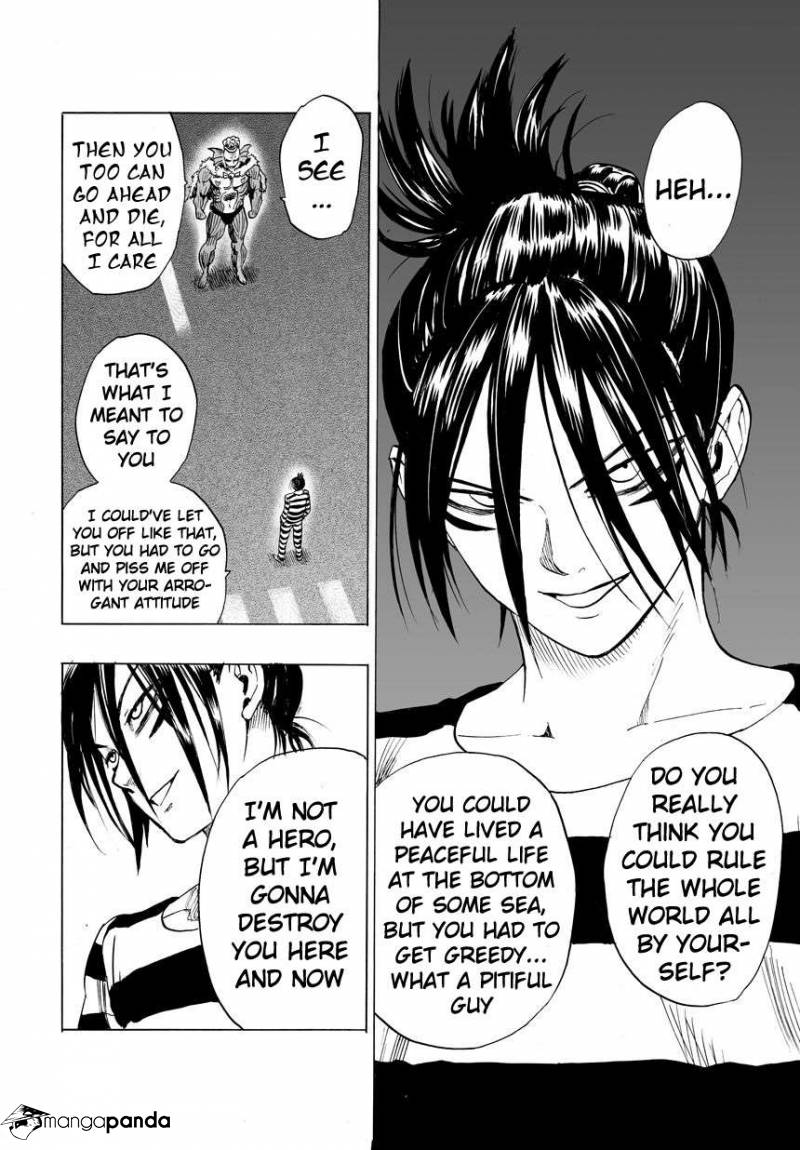 HEH...
DO YOU
REALLY
THINK YOU
COULD RULE
THE WHOLE
WORLD ALL
BY YOUR-
SELF?
YOU COULD
HAVE LIVED A
PEACEFUL LIFE
AT THE BOTTOM
OF SOME SEA,
BUT YOU HAD TO
GET GREEDY...
WHAT A PITIFUL
GUY
I
SEE
...
THEN YOU
TOO CAN
GO AHEAD
AND DIE,
FOR ALL
I CARE
THAT'S
WHAT I
MEANT TO
SAY TO
YOU
I COULD'VE LET
YOU OFF LIKE THAT,
BUT YOU HAD TO GO
AND PISS ME OFF
WITH YOUR ARRO-
GANT ATTITUDE
I'M NOT
A HERO,
BUT I'M
GONNA
DESTROY
YOU HERE
AND NOW
mangapanda